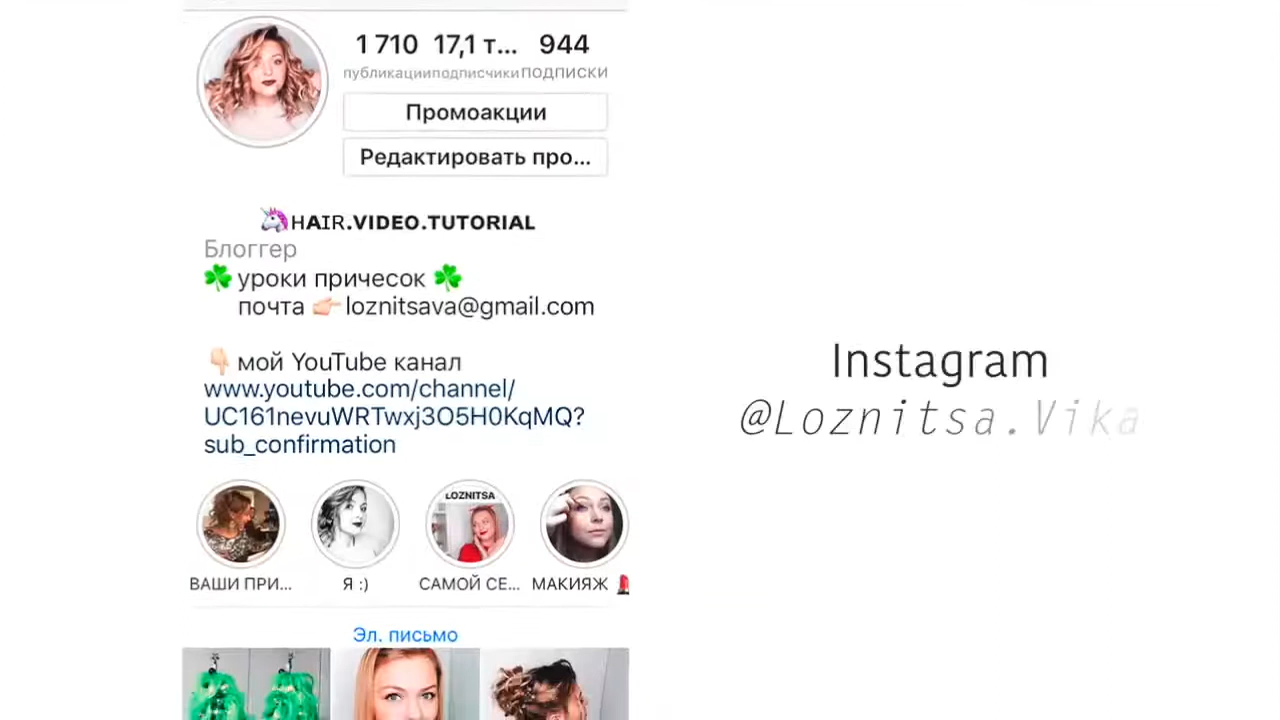 1 710 17,1 т... 944
публикации подписчики подписки
Промоакции
Редактировать про...
🦄HAIR.VIDEO.TUTORIAL
Блоггер
☘️ уроки причесок ☘️
почта 👉🏻 loznitsava@gmail.com
👇🏻 мой YouTube канал
www.youtube.com/channel/
UC161nevuWRTwxj3O5H0KqMQ?
sub_confirmation
LOZNITSA
ВАШИ ПРИ... Я :) САМОЙ СЕ... МАКИЯЖ 💄
Эл. письмо
Instagram
@Loznitsa.Vika